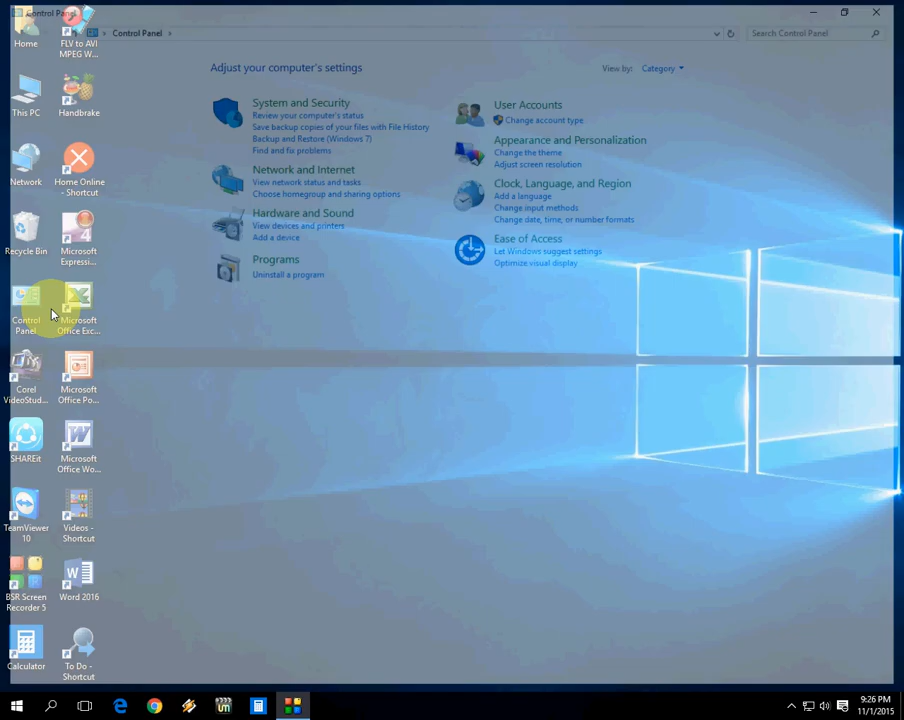 Control Panel
Control Panel
Search Control Panel
Adjust your computer's settings
View by: Category
System and Security
Review your computer's status
Save backup copies of your files with File History
Backup and Restore (Windows 7)
Find and fix problems
Network and Internet
View network status and tasks
Choose homegroup and sharing options
Hardware and Sound
View devices and printers
Add a device
Programs
Uninstall a program
User Accounts
Change account type
Appearance and Personalization
Change the theme
Adjust screen resolution
Clock, Language, and Region
Add a language
Change input methods
Change date, time, or number formats
Ease of Access
Let Windows suggest settings
Optimize visual display
Home
This PC
Network
Recycle Bin
Control
Panel
Corel
VideoStud...
SHAREit
TeamViewer
10
BSR Screen
Recorder 5
Calculator
FLV to AVI
MPEG W...
Handbrake
Home Online
- Shortcut
Microsoft
Expressi...
Microsoft
Office Exc...
Microsoft
Office Po...
Microsoft
Office Wo...
Videos -
Shortcut
Word 2016
To Do -
Shortcut
9:26 PM
11/1/2015